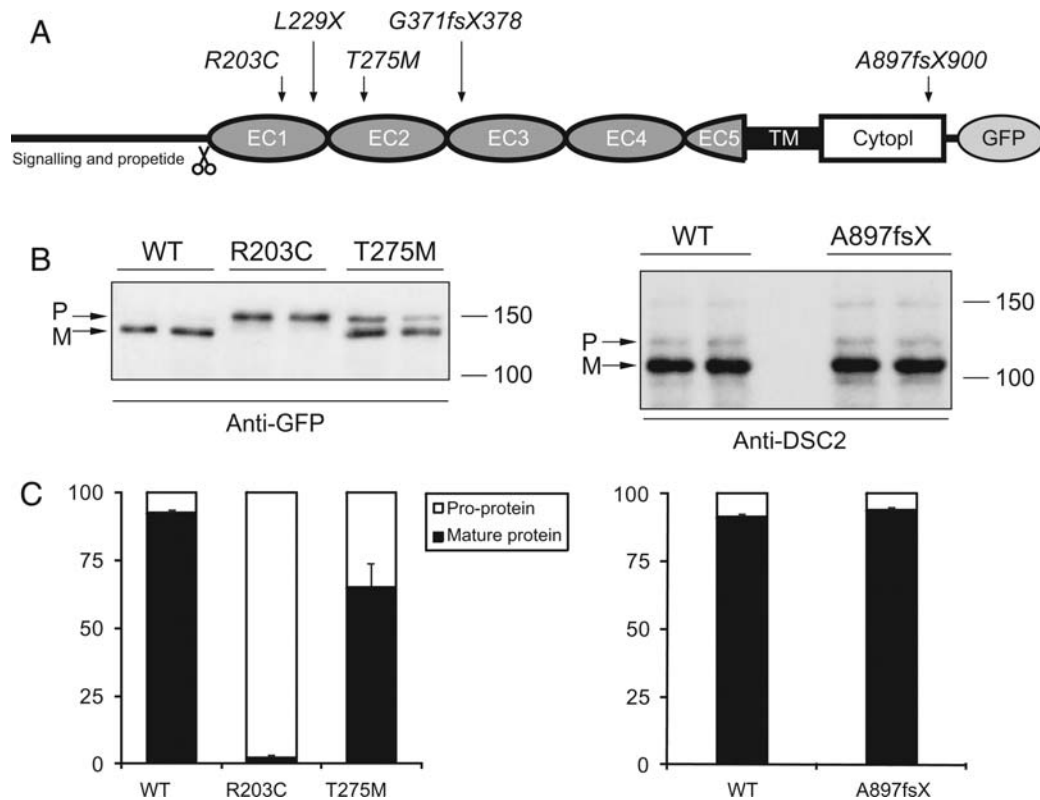 A
R203C
L229X
T275M
G371fsX378
A897fsX900
Signalling and propetide
EC1
EC2
EC3
EC4
EC5
TM
Cytopl
GFP
B
WT
R203C
T275M
P
M
150
100
Anti-GFP
WT
A897fsX
P
M
150
100
Anti-DSC2
C
100
75
50
25
0
WT
R203C
T275M
Pro-protein
Mature protein
100
75
50
25
0
WT
A897fsX